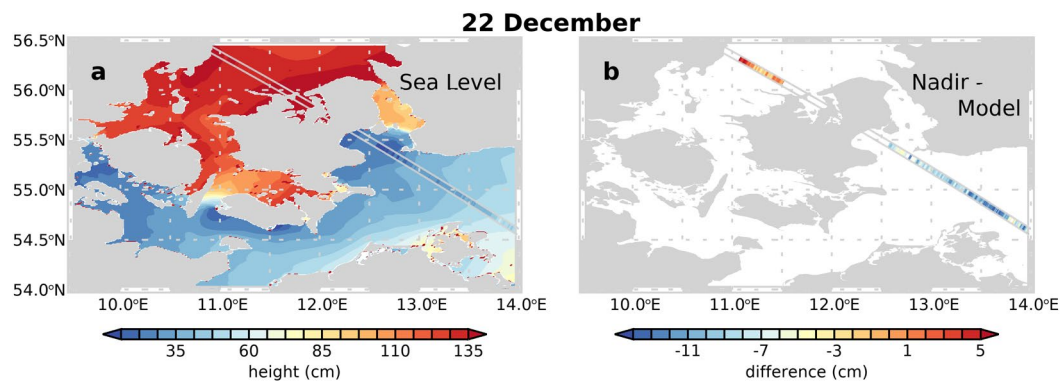 22 December
56.5°N
56.0°N
55.5°N
55.0°N
54.5°N
54.0°N
a
Sea Level
b
Nadir -
Model
10.0°E 11.0°E 12.0°E 13.0°E 14.0°E
10.0°E 11.0°E 12.0°E 13.0°E 14.0°E
35 60 85 110 135
height (cm)
-11 -7 -3 1 5
difference (cm)